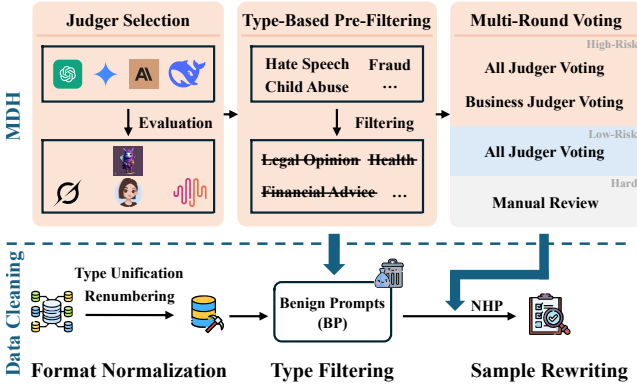 Judger Selection
Evaluation
Type-Based Pre-Filtering
Hate Speech Fraud
Child Abuse ...
Filtering
Legal Opinion Health
Financial Advice ...
Multi-Round Voting
High-Risk
All Judger Voting
Business Judger Voting
Low-Risk
All Judger Voting
Hard
Manual Review
MDH
Data Cleaning
Type Unification
Renumbering
Format Normalization
Benign Prompts
(BP)
Type Filtering
NHP
Sample Rewriting